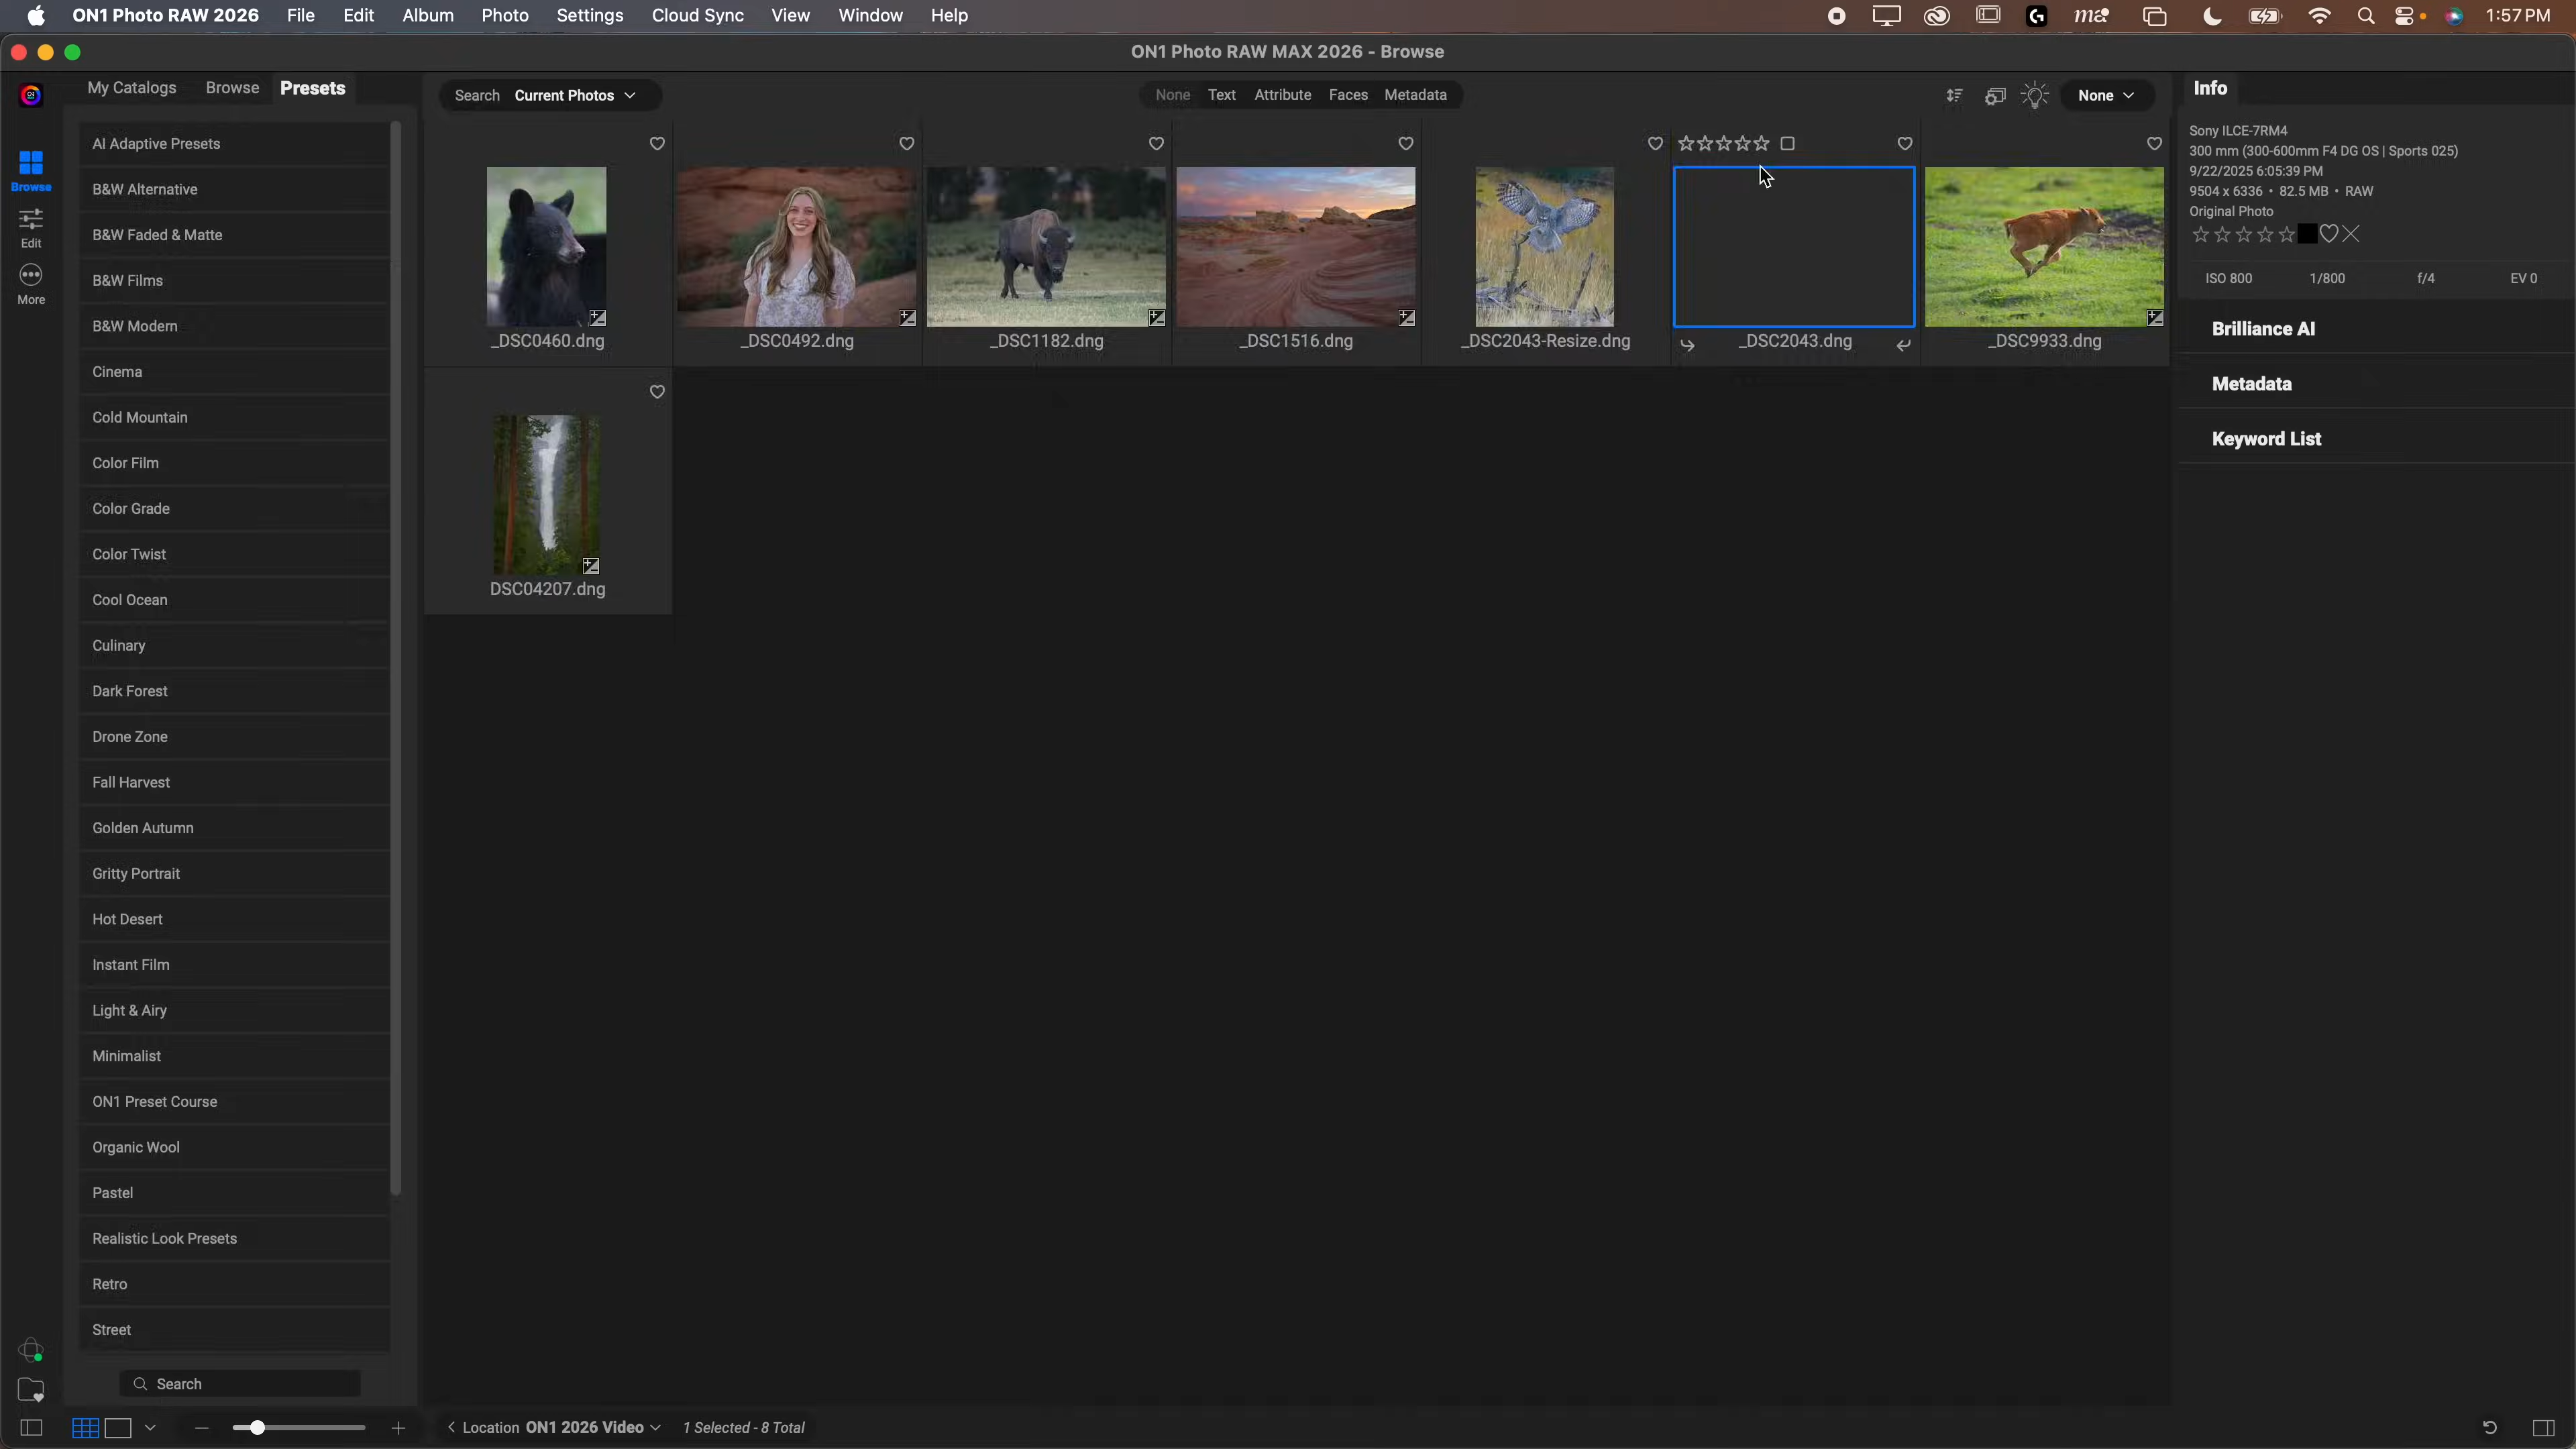 ON1 Photo RAW 2026 File Edit Album Photo Settings Cloud Sync View Window Help 1:57 PM
ON1 Photo RAW MAX 2026 - Browse
My Catalogs Browse Presets
Search Current Photos
None Text Attribute Faces Metadata
None
Info
Browse
Edit
More
AI Adaptive Presets
B&W Alternative
B&W Faded & Matte
B&W Films
B&W Modern
Cinema
Cold Mountain
Color Film
Color Grade
Color Twist
Cool Ocean
Culinary
Dark Forest
Drone Zone
Fall Harvest
Golden Autumn
Gritty Portrait
Hot Desert
Instant Film
Light & Airy
Minimalist
ON1 Preset Course
Organic Wool
Pastel
Realistic Look Presets
Retro
Street
Search
_DSC0460.dng
_DSC0492.dng
_DSC1182.dng
_DSC1516.dng
_DSC2043-Resize.dng
_DSC2043.dng
_DSC9933.dng
DSC04207.dng
Sony ILCE-7RM4
300 mm (300-600mm F4 DG OS | Sports 025)
9/22/2025 6:05:39 PM
9504 x 6336 • 82.5 MB • RAW
Original Photo
ISO 800 1/800 f/4 EV 0
Brilliance AI
Metadata
Keyword List
Location ON1 2026 Video 1 Selected - 8 Total